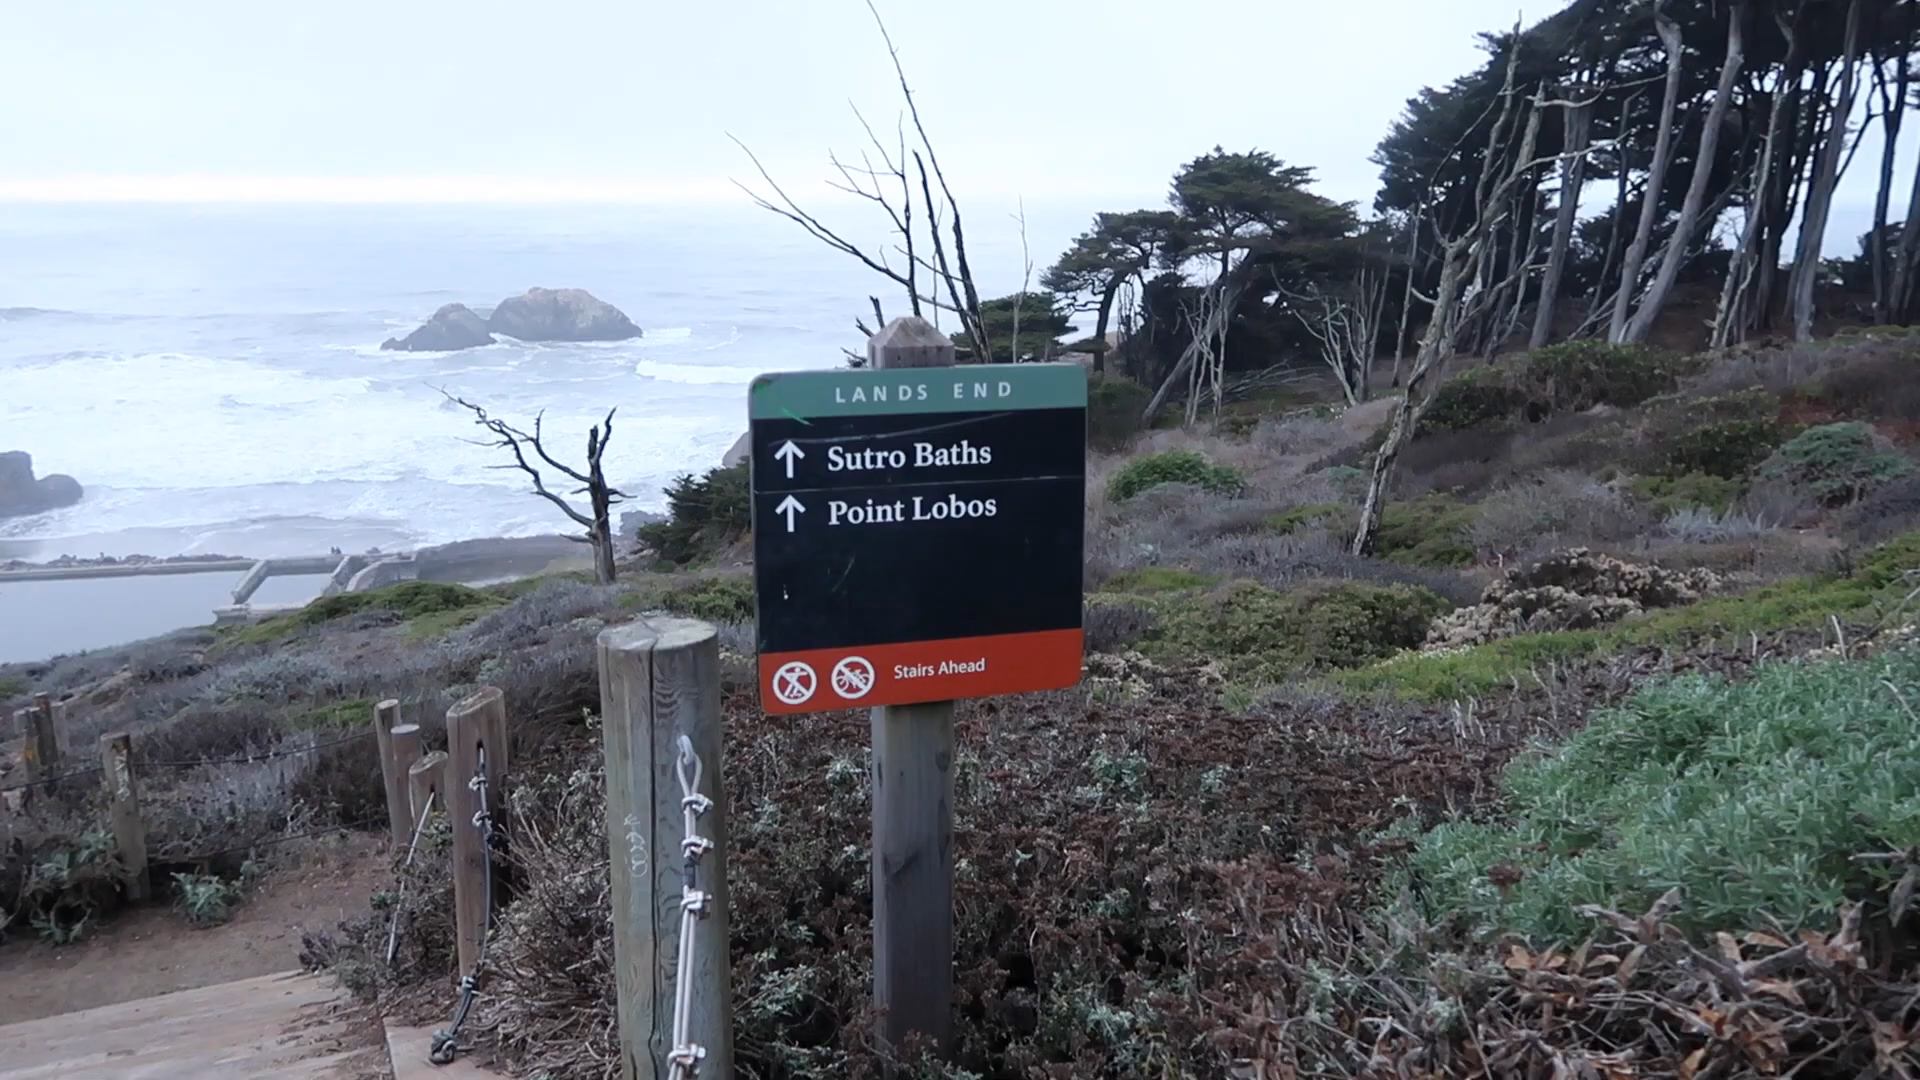 LANDS END
Sutro Baths
Point Lobos
Stairs Ahead